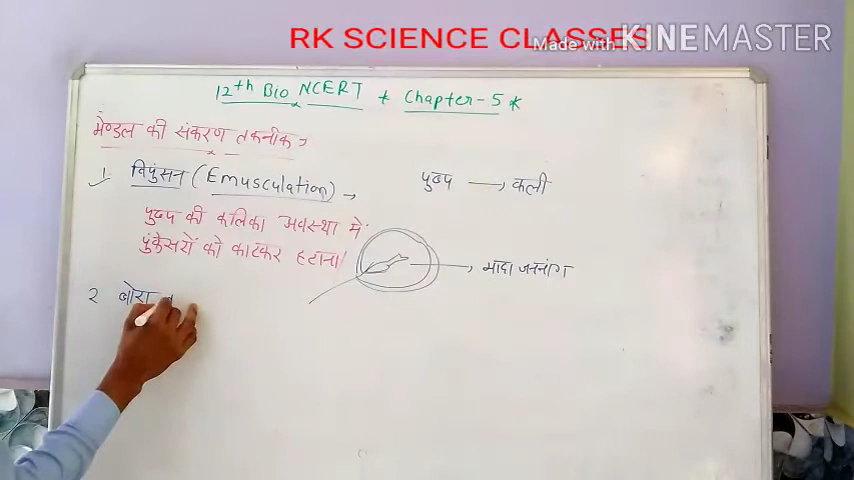 RK SCIENCE CLASSES
Made with KINEMASTER
12th Bio NCERT * Chapter-5 *
मेण्डल की संकरण तकनीक
1 विपुंसन (Emusculation) → पुष्प → कली
पुष्प की कलिका अवस्था में
पुंकेसरों को काटकर हटाना।
→ मादा जननांग
2 बोरा